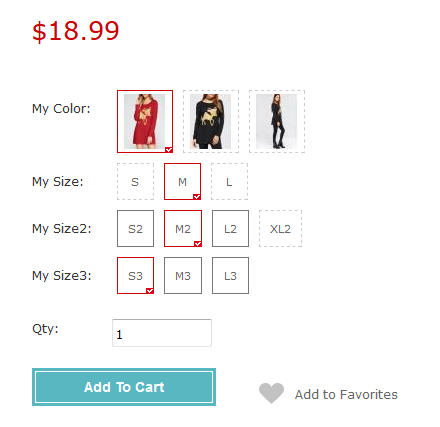 $18.99
My Color:
My Size: S M L
My Size2: S2 M2 L2 XL2
My Size3: S3 M3 L3
Qty: 1
Add To Cart Add to Favorites